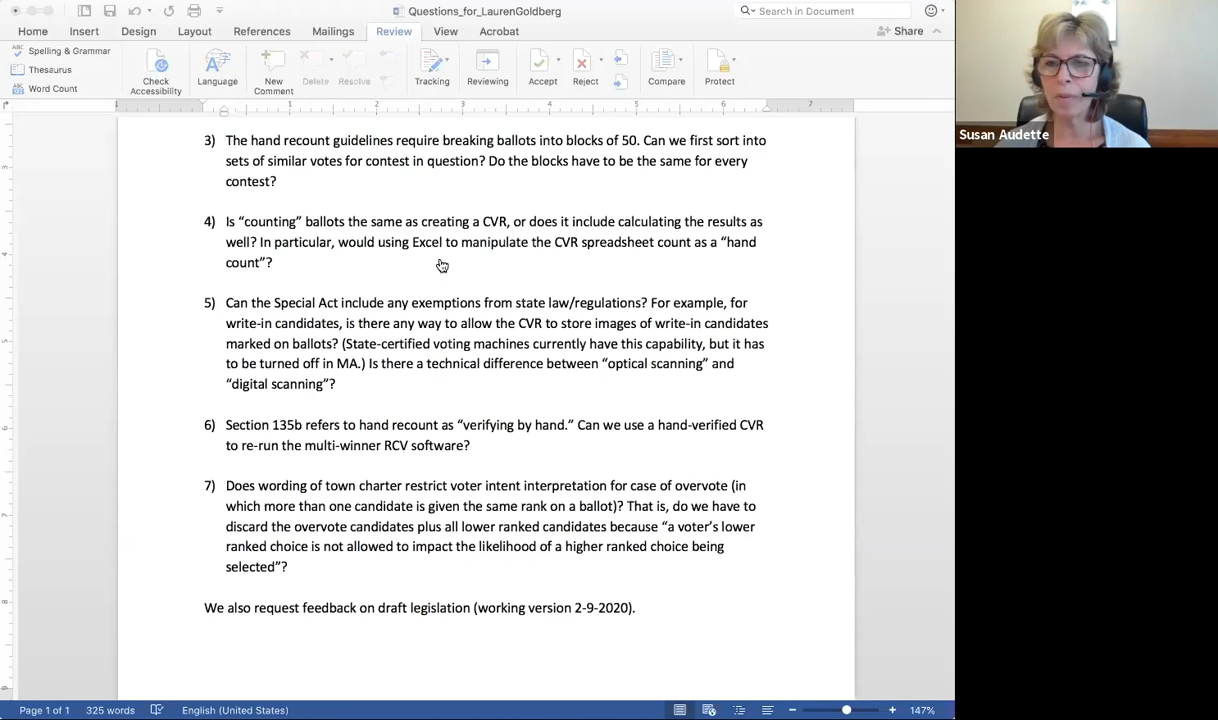 Questions_for_LaurenGoldberg
Search in Document
Home Insert Design Layout References Mailings Review View Acrobat
Share
Spelling & Grammar
Thesaurus
Word Count
Check Accessibility
Language
New Comment
Delete
Resolve
Tracking
Reviewing
Accept
Reject
Compare
Protect
1 1 2 3 4 5 6 7
3) The hand recount guidelines require breaking ballots into blocks of 50. Can we first sort into
sets of similar votes for contest in question? Do the blocks have to be the same for every
contest?
4) Is “counting” ballots the same as creating a CVR, or does it include calculating the results as
well? In particular, would using Excel to manipulate the CVR spreadsheet count as a “hand
count”?
5) Can the Special Act include any exemptions from state law/regulations? For example, for
write-in candidates, is there any way to allow the CVR to store images of write-in candidates
marked on ballots? (State-certified voting machines currently have this capability, but it has
to be turned off in MA.) Is there a technical difference between “optical scanning” and
“digital scanning”?
6) Section 135b refers to hand recount as “verifying by hand.” Can we use a hand-verified CVR
to re-run the multi-winner RCV software?
7) Does wording of town charter restrict voter intent interpretation for case of overvote (in
which more than one candidate is given the same rank on a ballot)? That is, do we have to
discard the overvote candidates plus all lower ranked candidates because “a voter’s lower
ranked choice is not allowed to impact the likelihood of a higher ranked choice being
selected”?
We also request feedback on draft legislation (working version 2-9-2020).
Page 1 of 1 325 words English (United States) 147%
Susan Audette